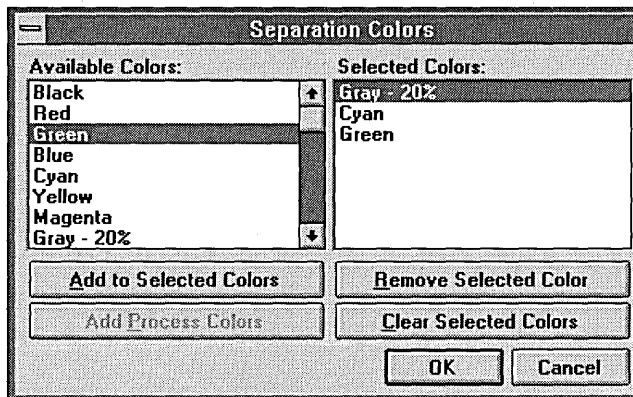 Separation Colors
Available Colors:
Black
Red
Green
Blue
Cyan
Yellow
Magenta
Gray - 20%
Selected Colors:
Gray - 20%
Cyan
Green
Add to Selected Colors
Remove Selected Color
Add Process Colors
Clear Selected Colors
OK
Cancel